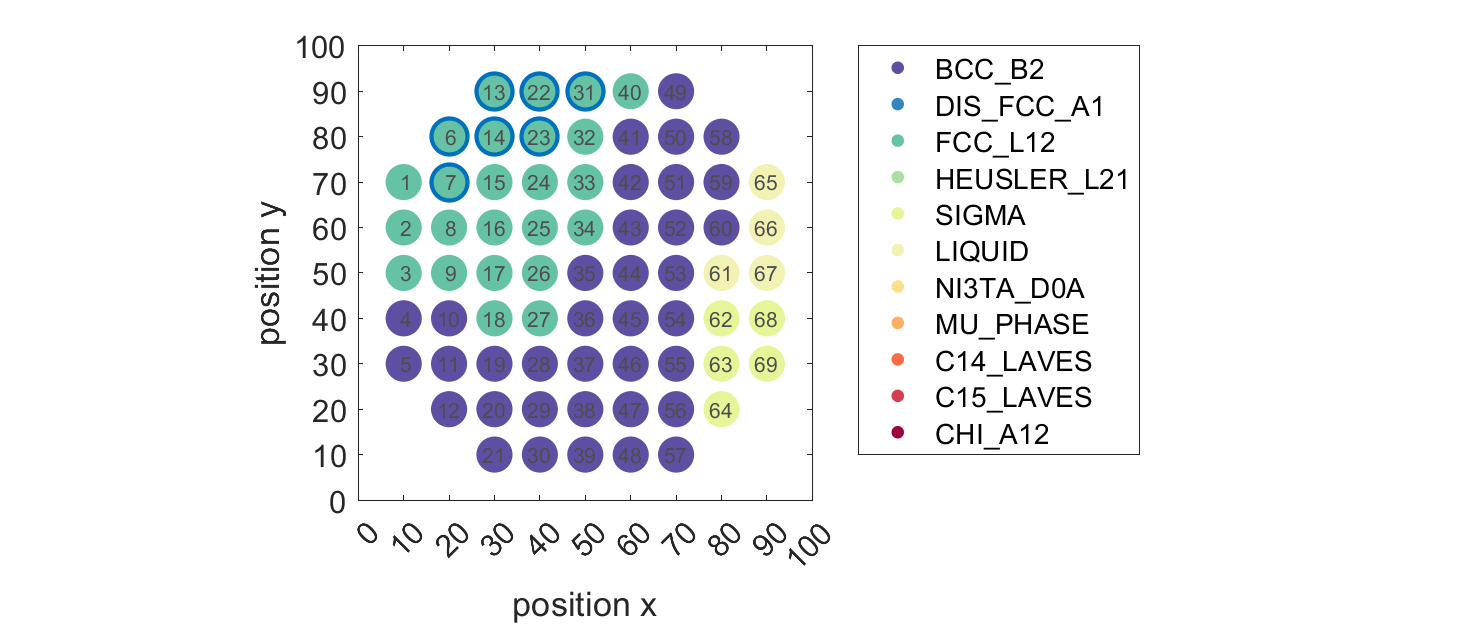 100
90
80
70
60
50
40
30
20
10
0
position y
13 22 31 40 49
6 14 23 32 41 50 58
1 7 15 24 33 42 51 59 65
2 8 16 25 34 43 52 60 66
3 9 17 26 35 44 53 61 67
4 10 18 27 36 45 54 62 68
5 11 19 28 37 46 55 63 69
12 20 29 38 47 56 64
21 30 39 48 57
0 10 20 30 40 50 60 70 80 90 100
position x
BCC_B2
DIS_FCC_A1
FCC_L12
HEUSLER_L21
SIGMA
LIQUID
NI3TA_D0A
MU_PHASE
C14_LAVES
C15_LAVES
CHI_A12